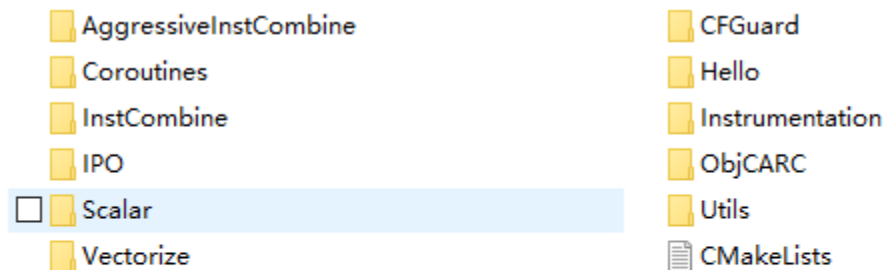 AggressiveInstCombine
CFGuard
Coroutines
Hello
InstCombine
Instrumentation
IPO
ObjCARC
Scalar
Utils
Vectorize
CMakeLists